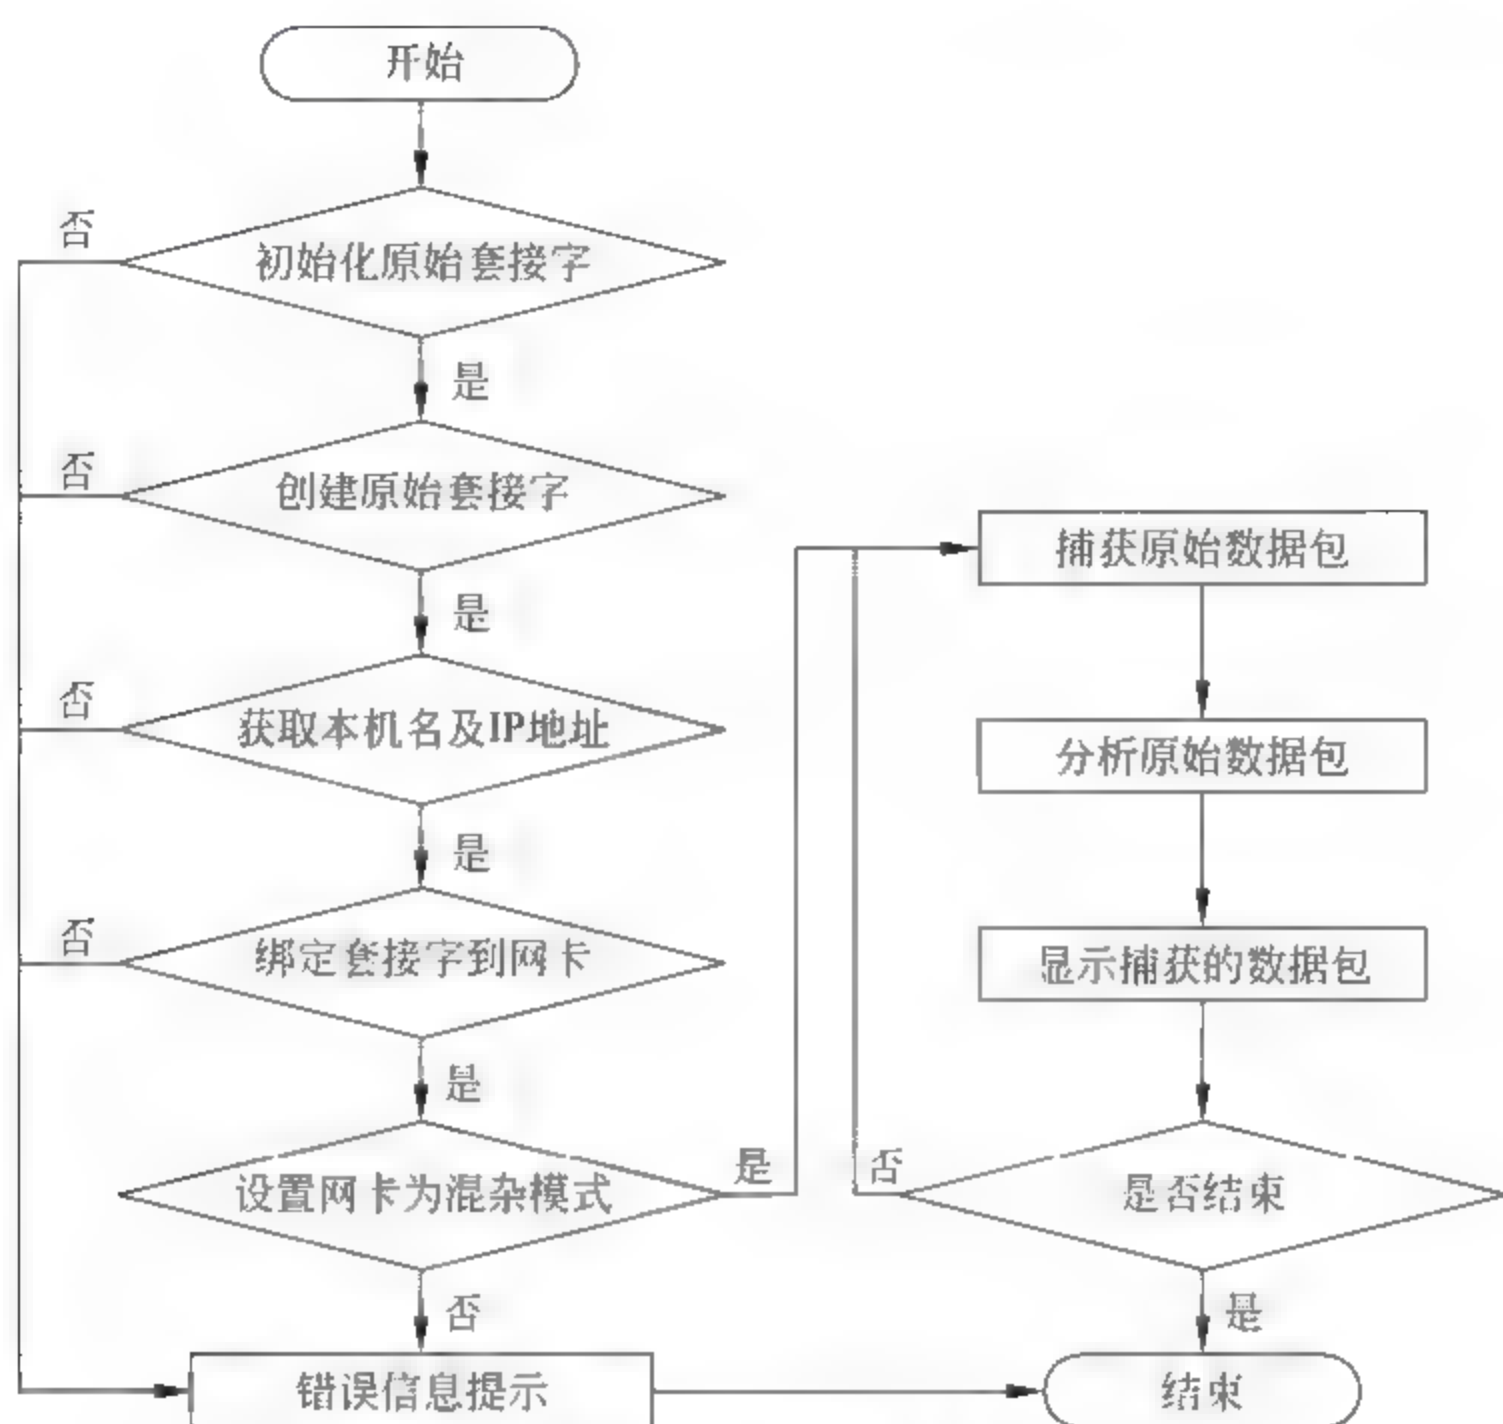 开始
否
初始化原始套接字
是
否
创建原始套接字
是
否
获取本机名及IP地址
是
否
绑定套接字到网卡
是
设置网卡为混杂模式
是
否
错误信息提示
捕获原始数据包
分析原始数据包
显示捕获的数据包
否
是否结束
是
结束